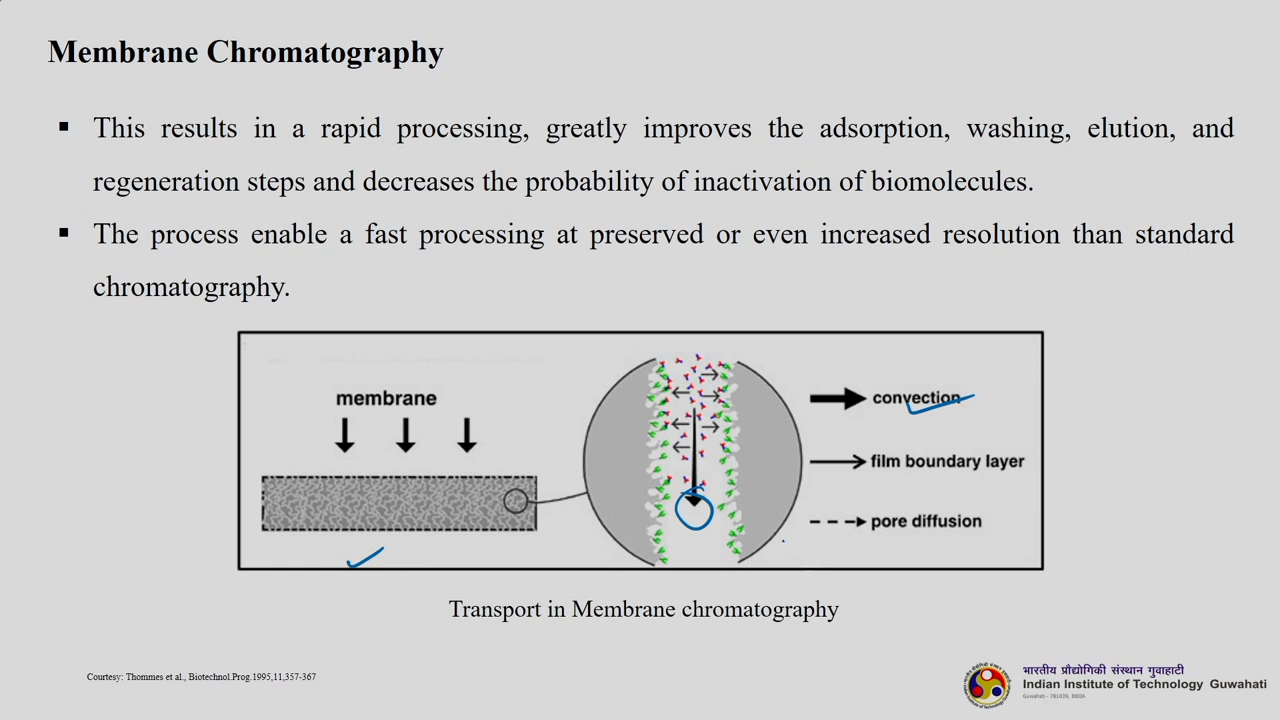 Membrane Chromatography
▪ This results in a rapid processing, greatly improves the adsorption, washing, elution, and
regeneration steps and decreases the probability of inactivation of biomolecules.
▪ The process enable a fast processing at preserved or even increased resolution than standard
chromatography.
membrane
convection
film boundary layer
pore diffusion
Transport in Membrane chromatography
Courtesy: Thommes et al., Biotechnol.Prog.1995,11,357-367
भारतीय प्रौद्योगिकी संस्थान गुवाहाटी
Indian Institute of Technology Guwahati
Guwahati - 781039, INDIA